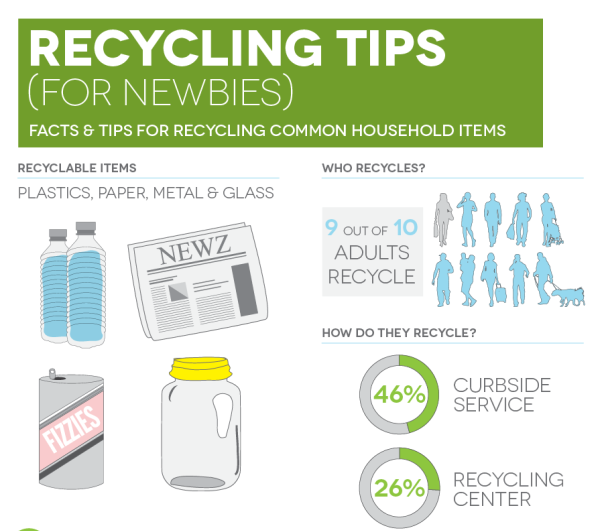 RECYCLING TIPS
(FOR NEWBIES)
FACTS & TIPS FOR RECYCLING COMMON HOUSEHOLD ITEMS
RECYCLABLE ITEMS
PLASTICS, PAPER, METAL & GLASS
NEWZ
FIZZIES
WHO RECYCLES?
9 OUT OF 10
ADULTS
RECYCLE
HOW DO THEY RECYCLE?
46%
CURBSIDE
SERVICE
26%
RECYCLING
CENTER